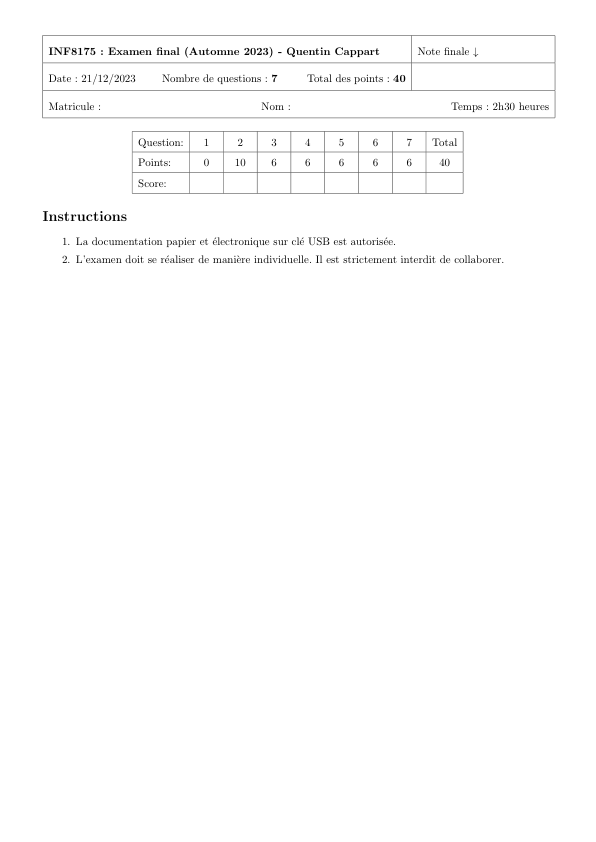 INF8175 : Examen final (Automne 2023) - Quentin Cappart Note finale ↓
Date : 21/12/2023 Nombre de questions : 7 Total des points : 40
Matricule : Nom : Temps : 2h30 heures
Question: 1 2 3 4 5 6 7 Total
Points: 0 10 6 6 6 6 6 40
Score:
Instructions
1. La documentation papier et électronique sur clé USB est autorisée.
2. L'examen doit se réaliser de manière individuelle. Il est strictement interdit de collaborer.